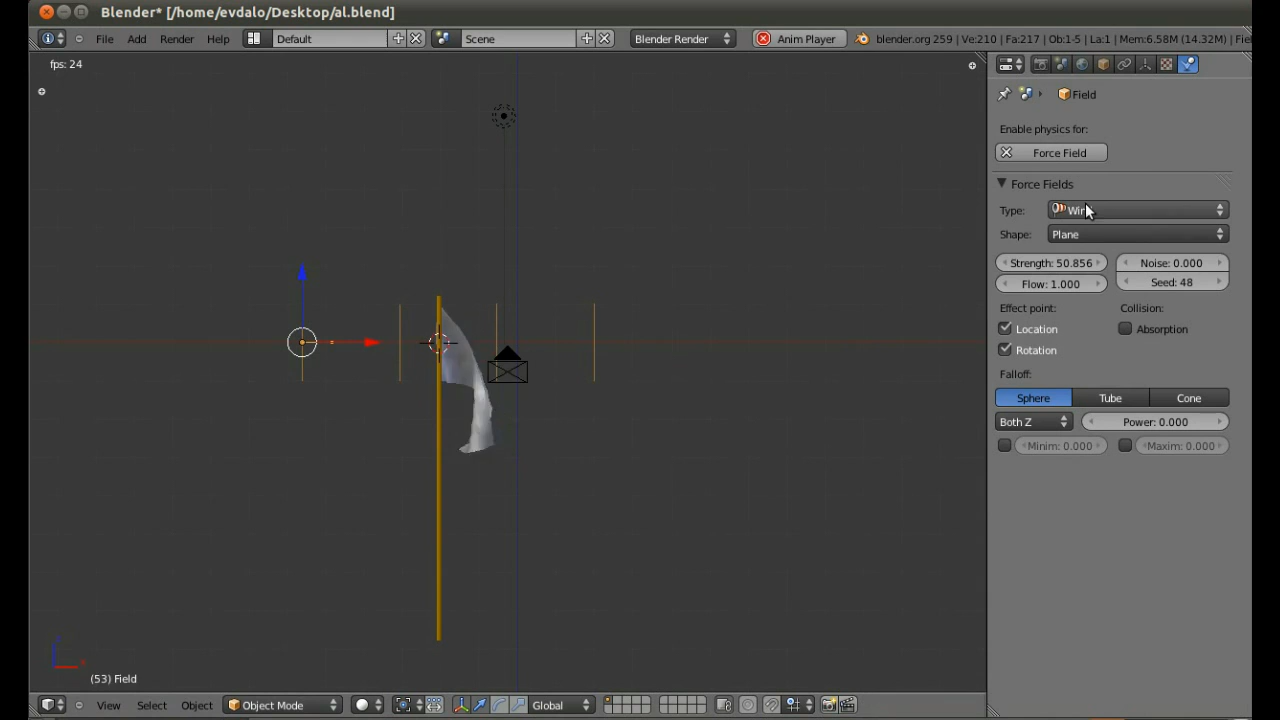 Blender* [/home/evdalo/Desktop/al.blend]
File Add Render Help Default Scene Blender Render Anim Player blender.org 259 | Ve:210 | Fa:217 | Ob:1-5 | La:1 | Mem:6.58M (14.32M) | Fie
fps: 24
Field
Enable physics for:
Force Field
Force Fields
Type:
Shape: Plane
Strength: 50.856 Noise: 0.000
Flow: 1.000 Seed: 48
Effect point: Collision:
Location Absorption
Rotation
Falloff:
Sphere Tube Cone
Both Z Power: 0.000
Minim: 0.000 Maxim: 0.000
(53) Field
View Select Object Object Mode Global